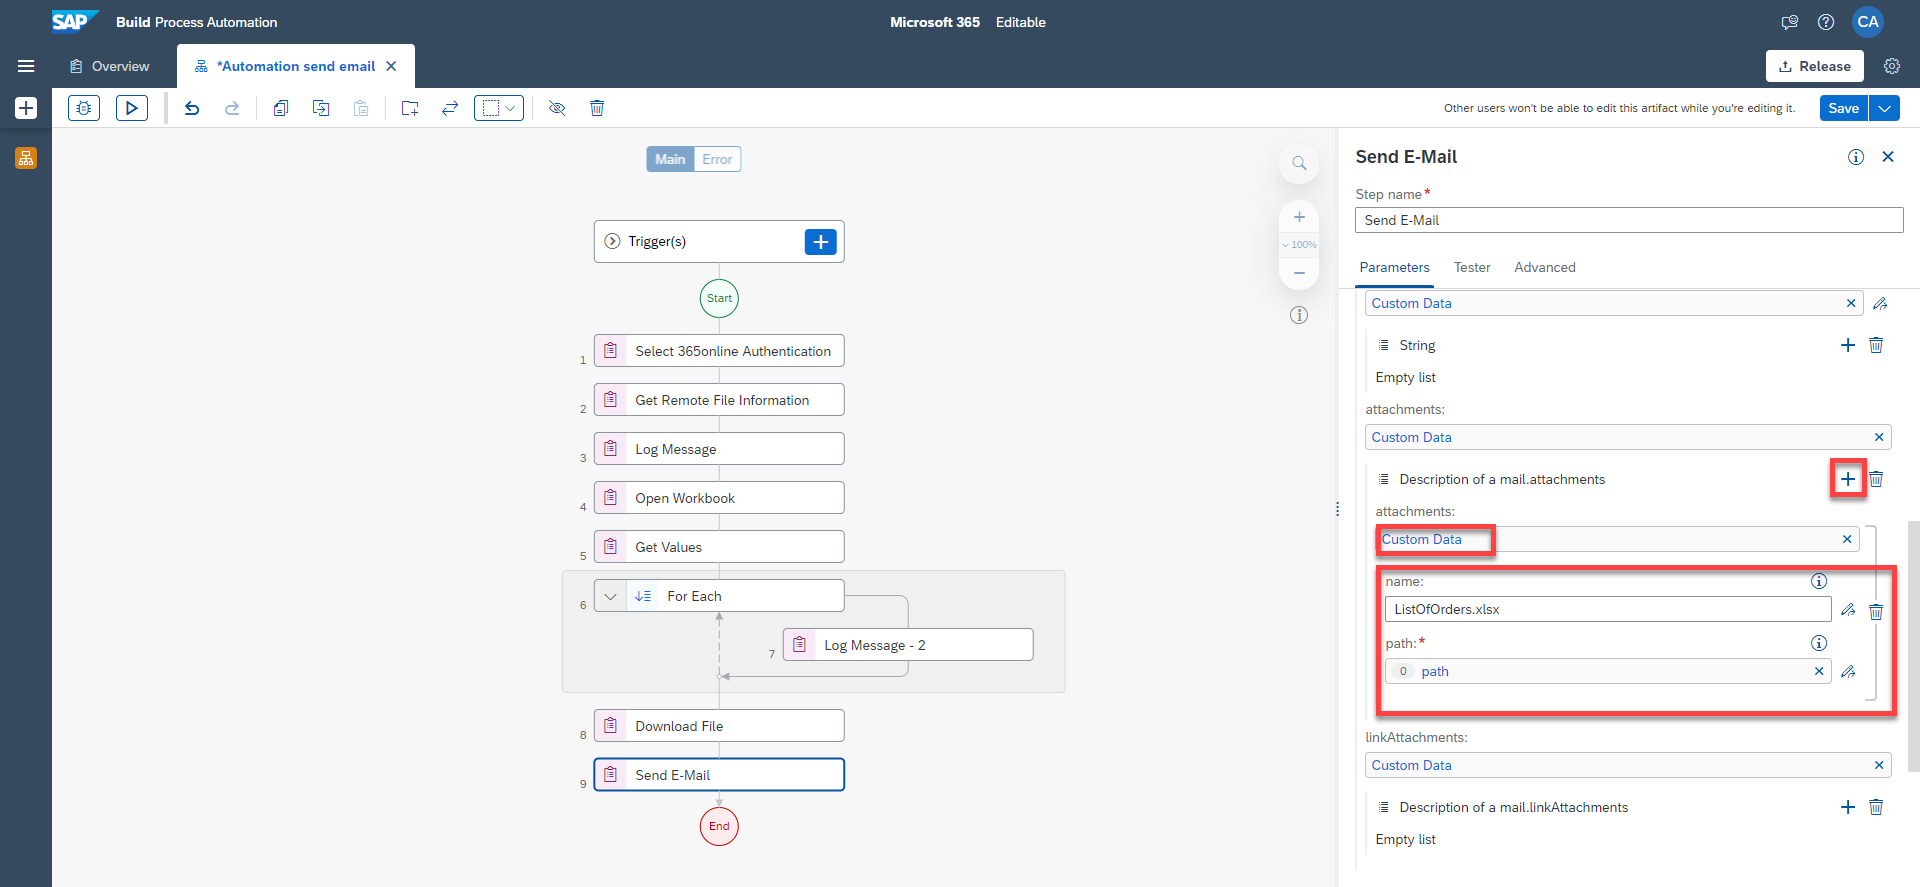 SAP Build Process Automation
Microsoft 365 Editable
CA
Overview
*Automation send email
Release
Other users won't be able to edit this artifact while you're editing it.
Save
Main Error
100%
Trigger(s)
Start
1 Select 365online Authentication
2 Get Remote File Information
3 Log Message
4 Open Workbook
5 Get Values
6 For Each
7 Log Message - 2
8 Download File
9 Send E-Mail
End
Send E-Mail
Step name*
Send E-Mail
Parameters Tester Advanced
Custom Data
String
Empty list
attachments:
Custom Data
Description of a mail.attachments
attachments:
Custom Data
name:
ListOfOrders.xlsx
path:*
0 path
linkAttachments:
Custom Data
Description of a mail.linkAttachments
Empty list